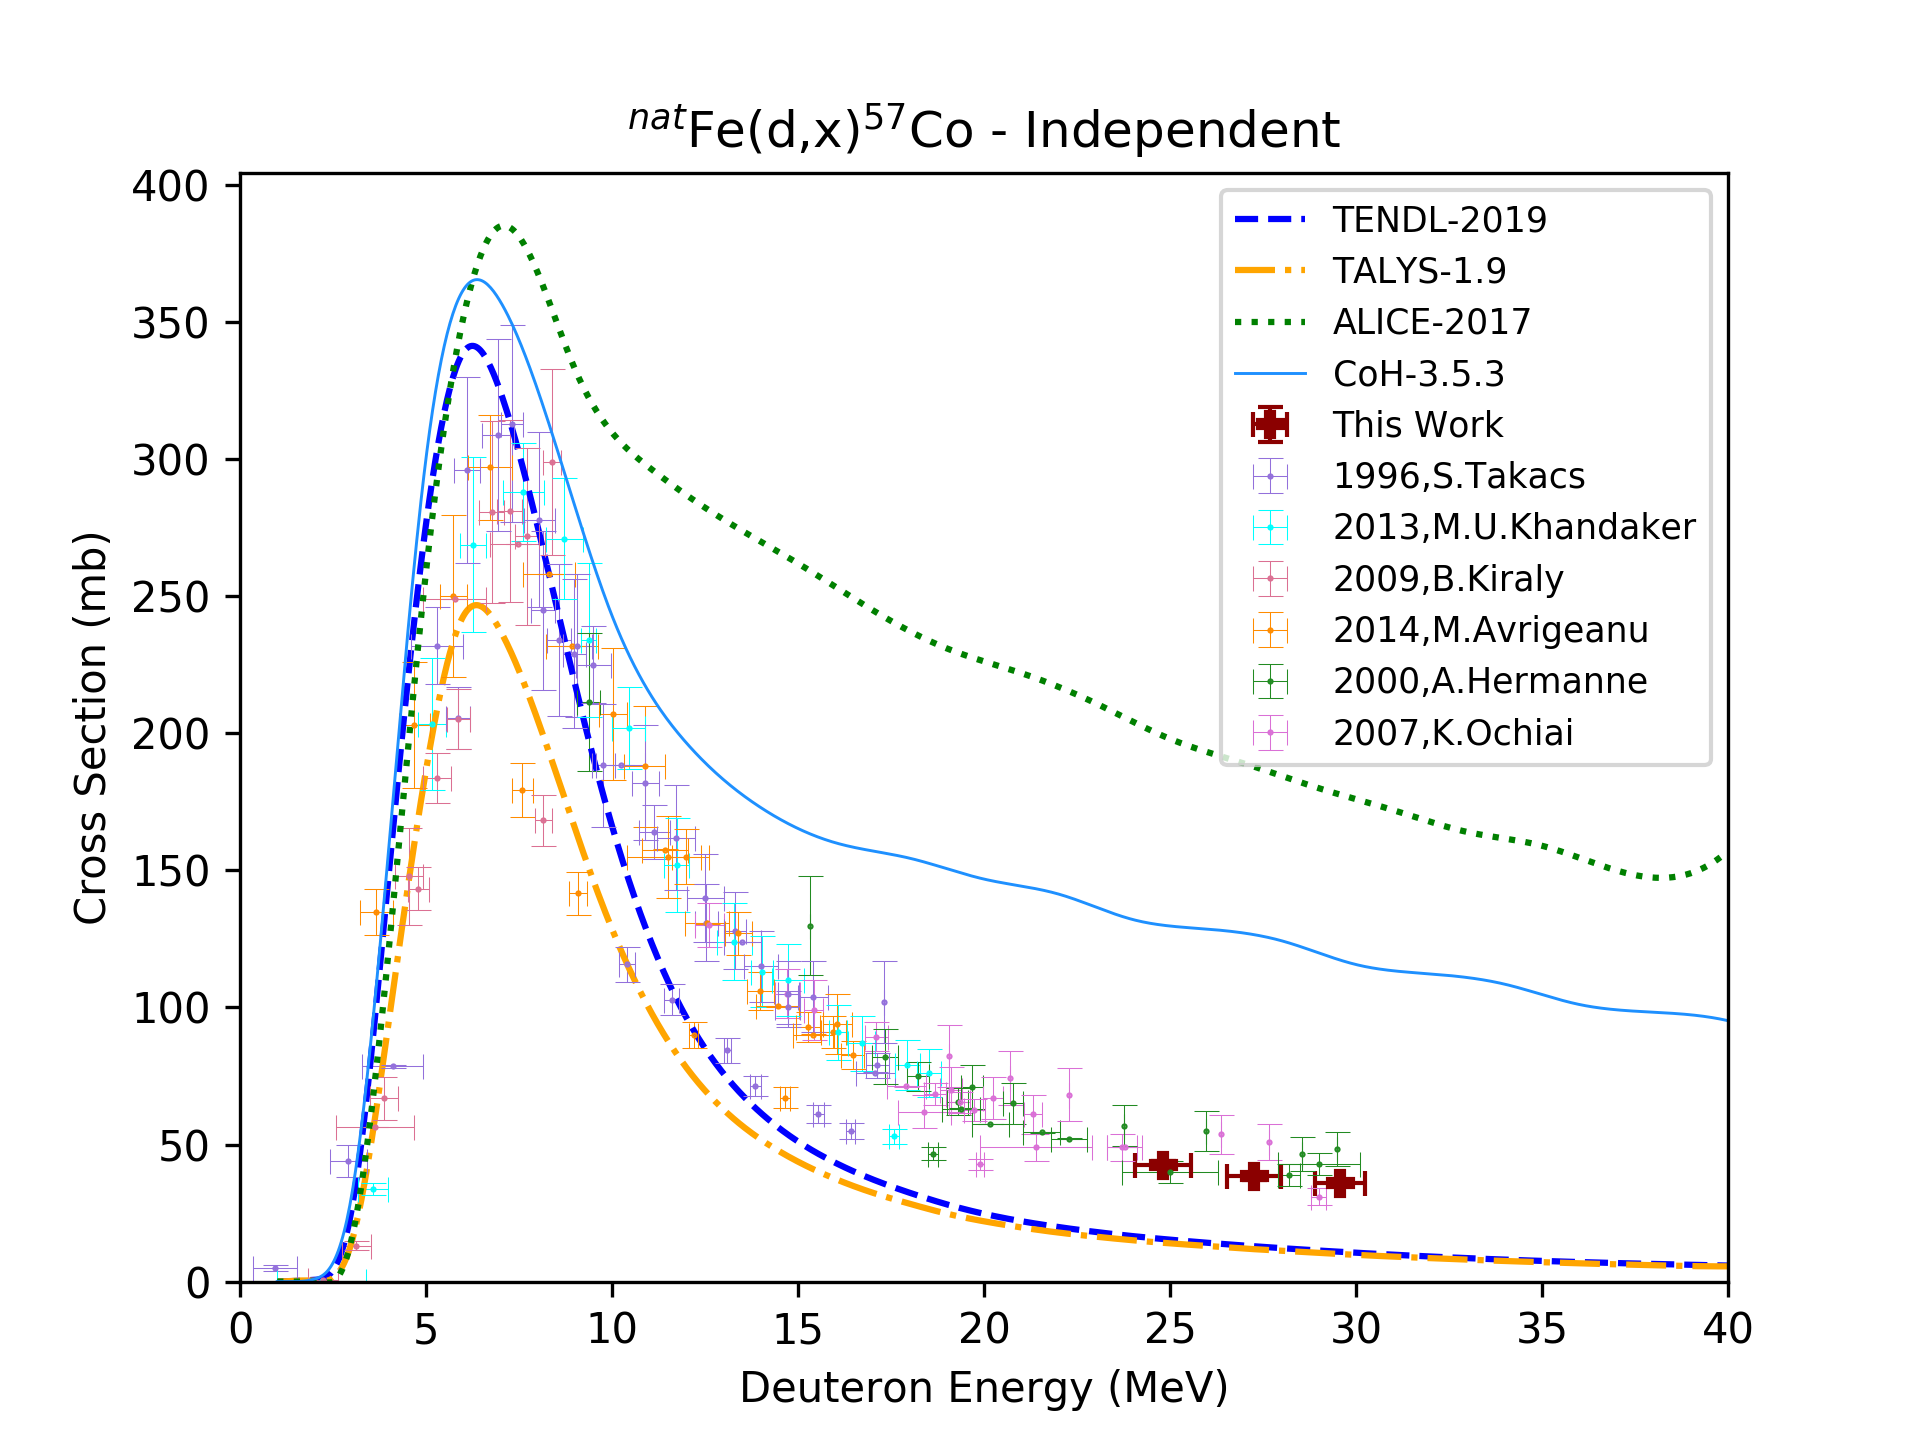 natFe(d,x)57Co - Independent
Cross Section (mb)
400
350
300
250
200
150
100
50
0
0 5 10 15 20 25 30 35 40
Deuteron Energy (MeV)
TENDL-2019
TALYS-1.9
ALICE-2017
CoH-3.5.3
This Work
1996,S.Takacs
2013,M.U.Khandaker
2009,B.Kiraly
2014,M.Avrigeanu
2000,A.Hermanne
2007,K.Ochiai